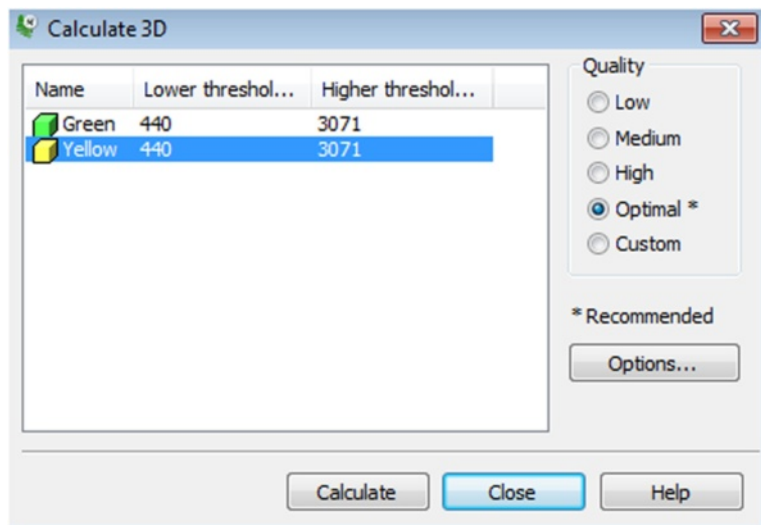 Calculate 3D
Name Lower threshol... Higher threshol...
Green 440 3071
Yellow 440 3071
Quality
Low
Medium
High
Optimal *
Custom
* Recommended
Options...
Calculate Close Help